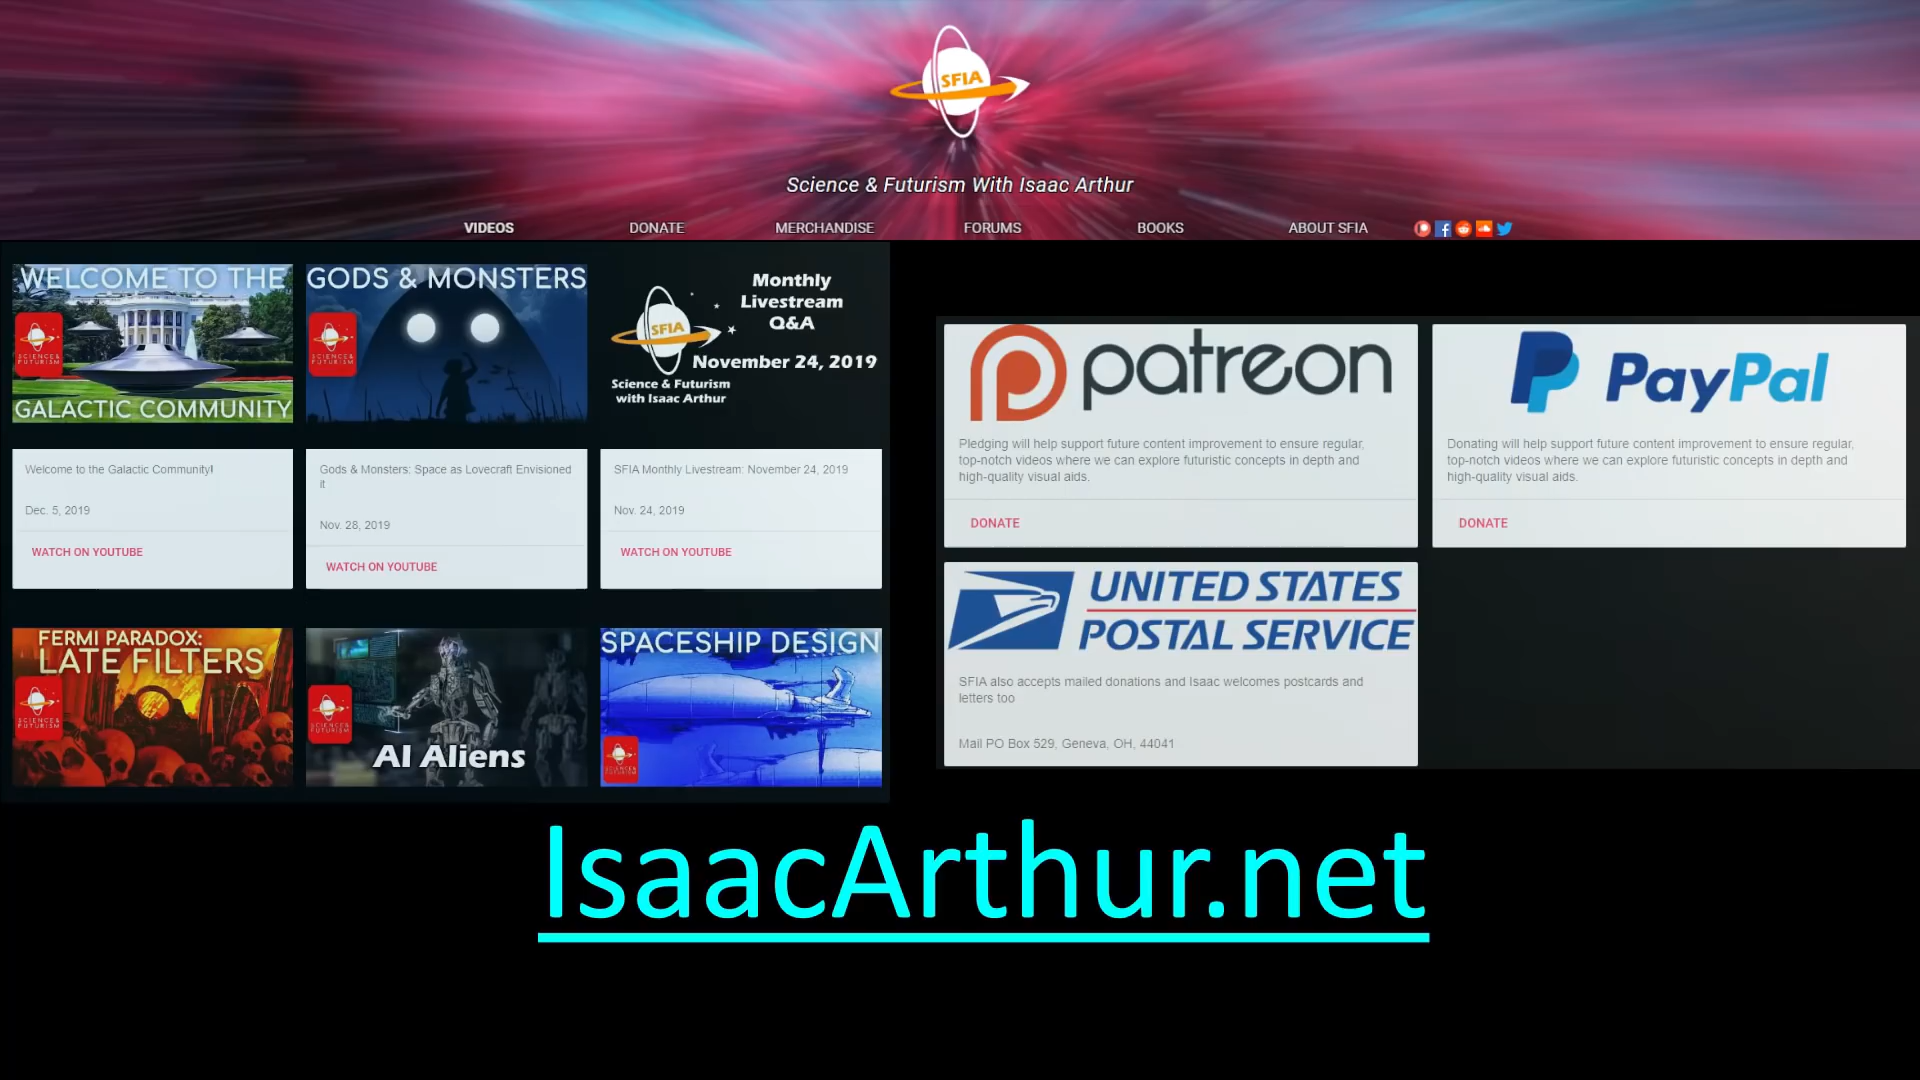 SFIA
Science & Futurism With Isaac Arthur
VIDEOS
DONATE
MERCHANDISE
FORUMS
BOOKS
ABOUT SFIA
WELCOME TO THE
SCIENCE &
FUTURISM
GALACTIC COMMUNITY
GODS & MONSTERS
SCIENCE &
FUTURISM
Monthly
Livestream
Q&A
SFIA
November 24, 2019
Science & Futurism
with Isaac Arthur
Welcome to the Galactic Community!
Dec. 5, 2019
WATCH ON YOUTUBE
Gods & Monsters: Space as Lovecraft Envisioned
it
Nov. 28, 2019
WATCH ON YOUTUBE
SFIA Monthly Livestream: November 24, 2019
Nov. 24, 2019
WATCH ON YOUTUBE
FERMI PARADOX:
LATE FILTERS
SCIENCE &
FUTURISM
SCIENCE &
FUTURISM
AI Aliens
SPACESHIP DESIGN
patreon
Pledging will help support future content improvement to ensure regular,
top-notch videos where we can explore futuristic concepts in depth and
high-quality visual aids.
DONATE
PayPal
Donating will help support future content improvement to ensure regular,
top-notch videos where we can explore futuristic concepts in depth and
high-quality visual aids.
DONATE
UNITED STATES
POSTAL SERVICE
SFIA also accepts mailed donations and Isaac welcomes postcards and
letters too
Mail PO Box 529, Geneva, OH, 44041
IsaacArthur.net